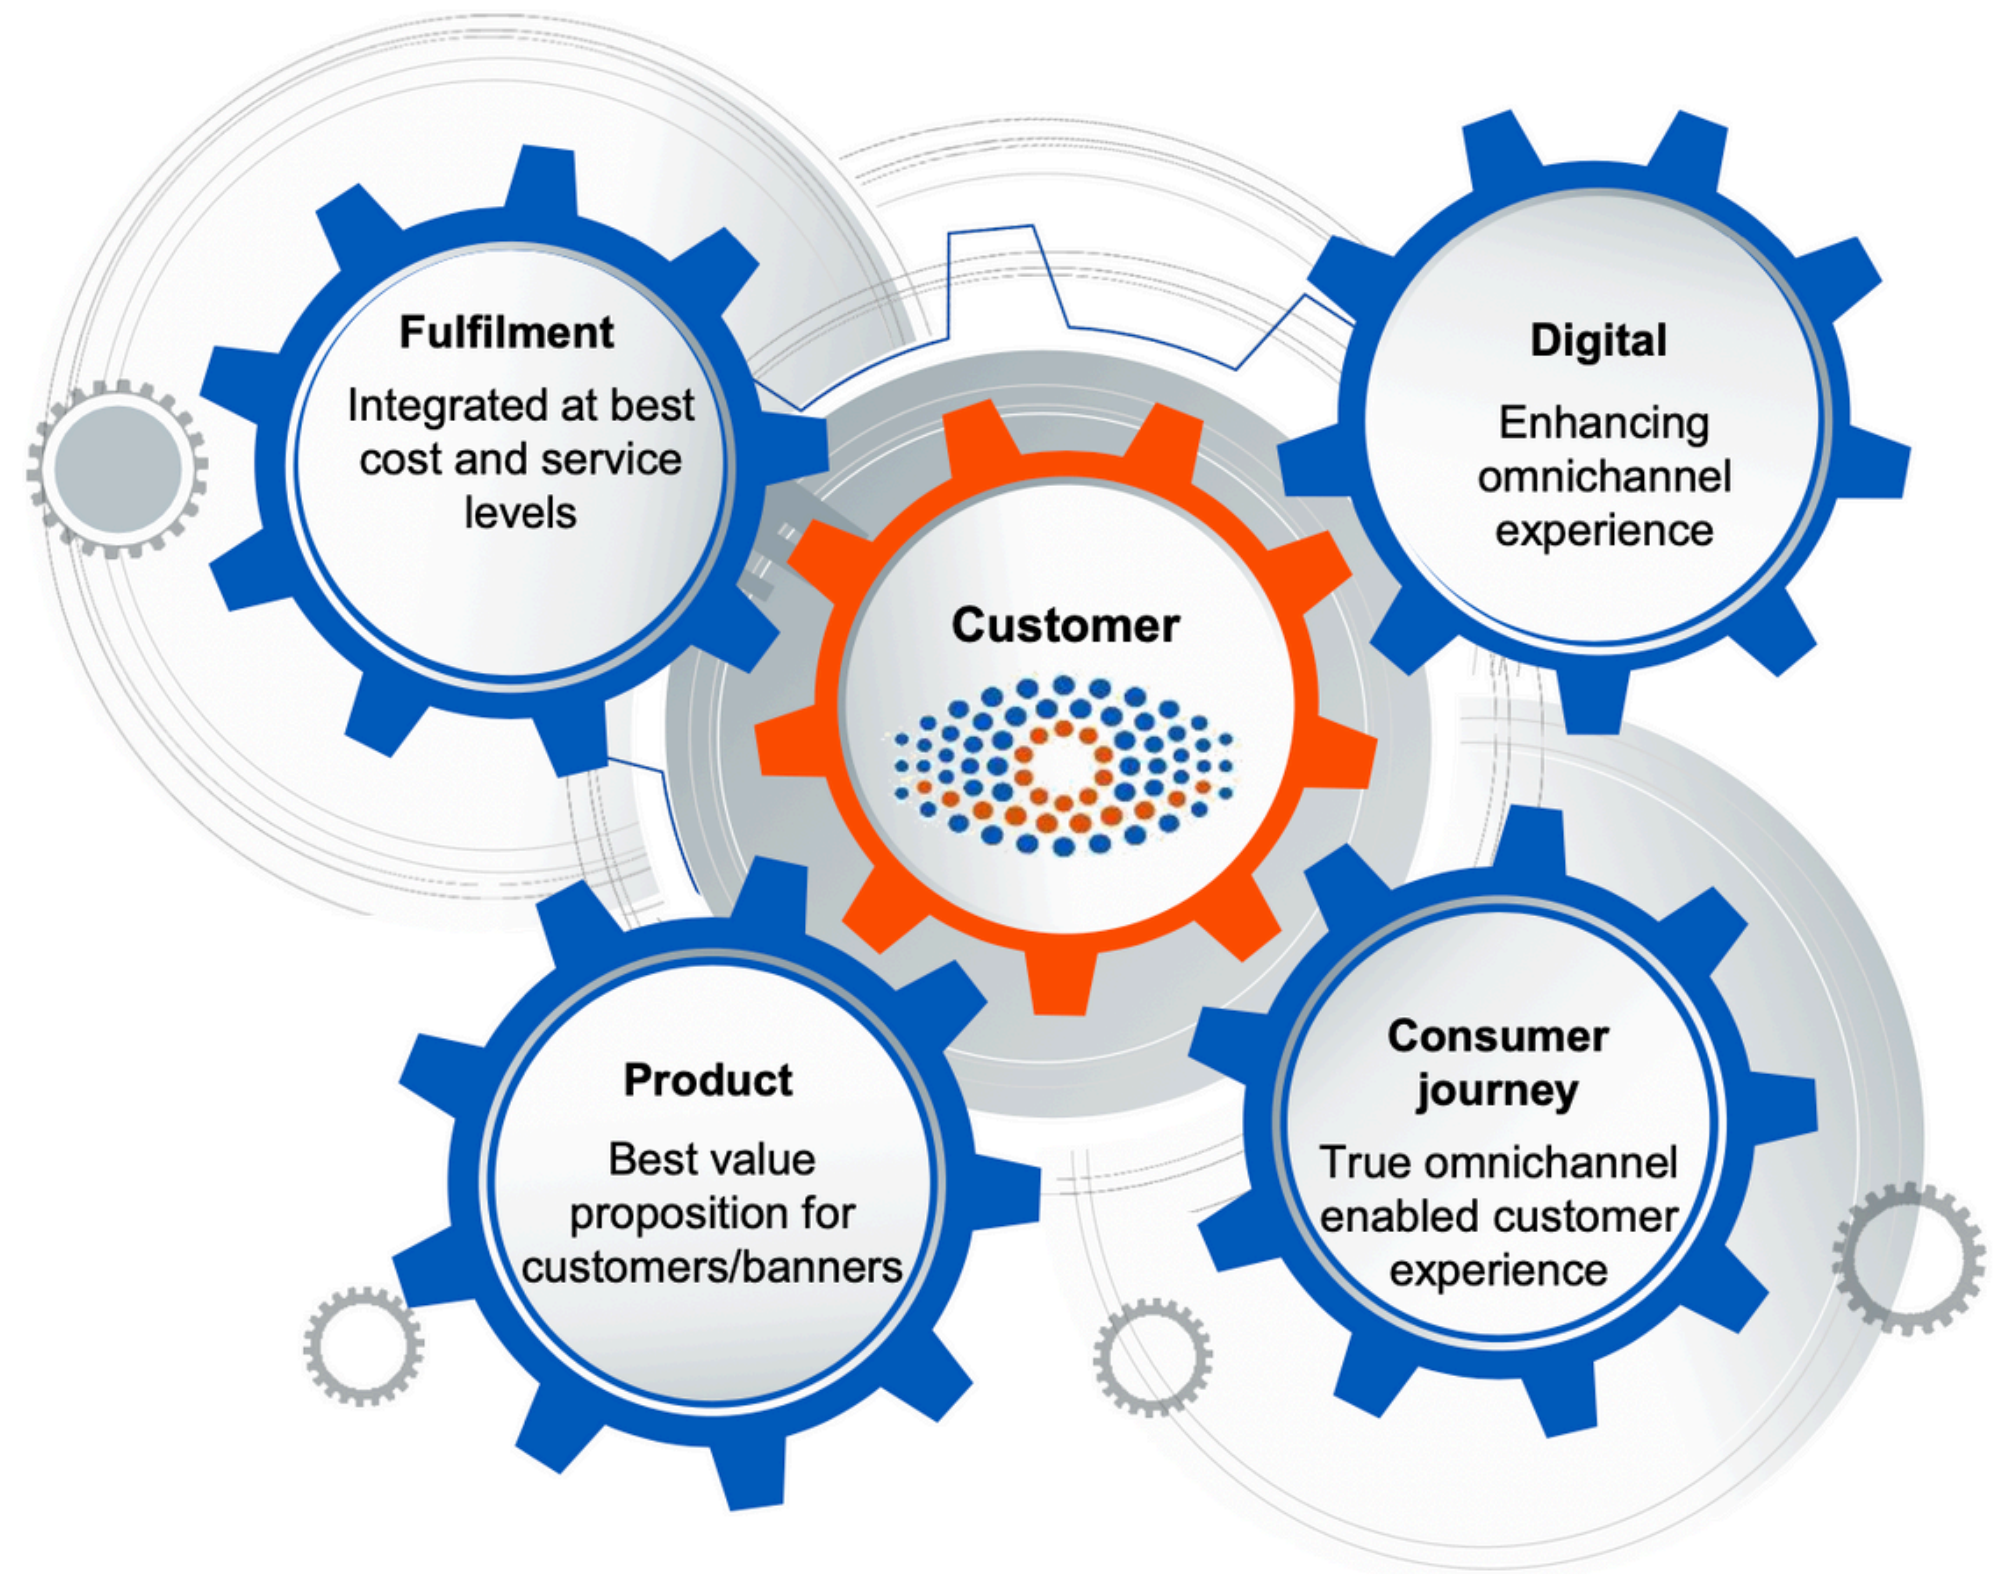 Fulfilment
Integrated at best
cost and service
levels
Digital
Enhancing
omnichannel
experience
Customer
Product
Best value
proposition for
customers/banners
Consumer
journey
True omnichannel
enabled customer
experience